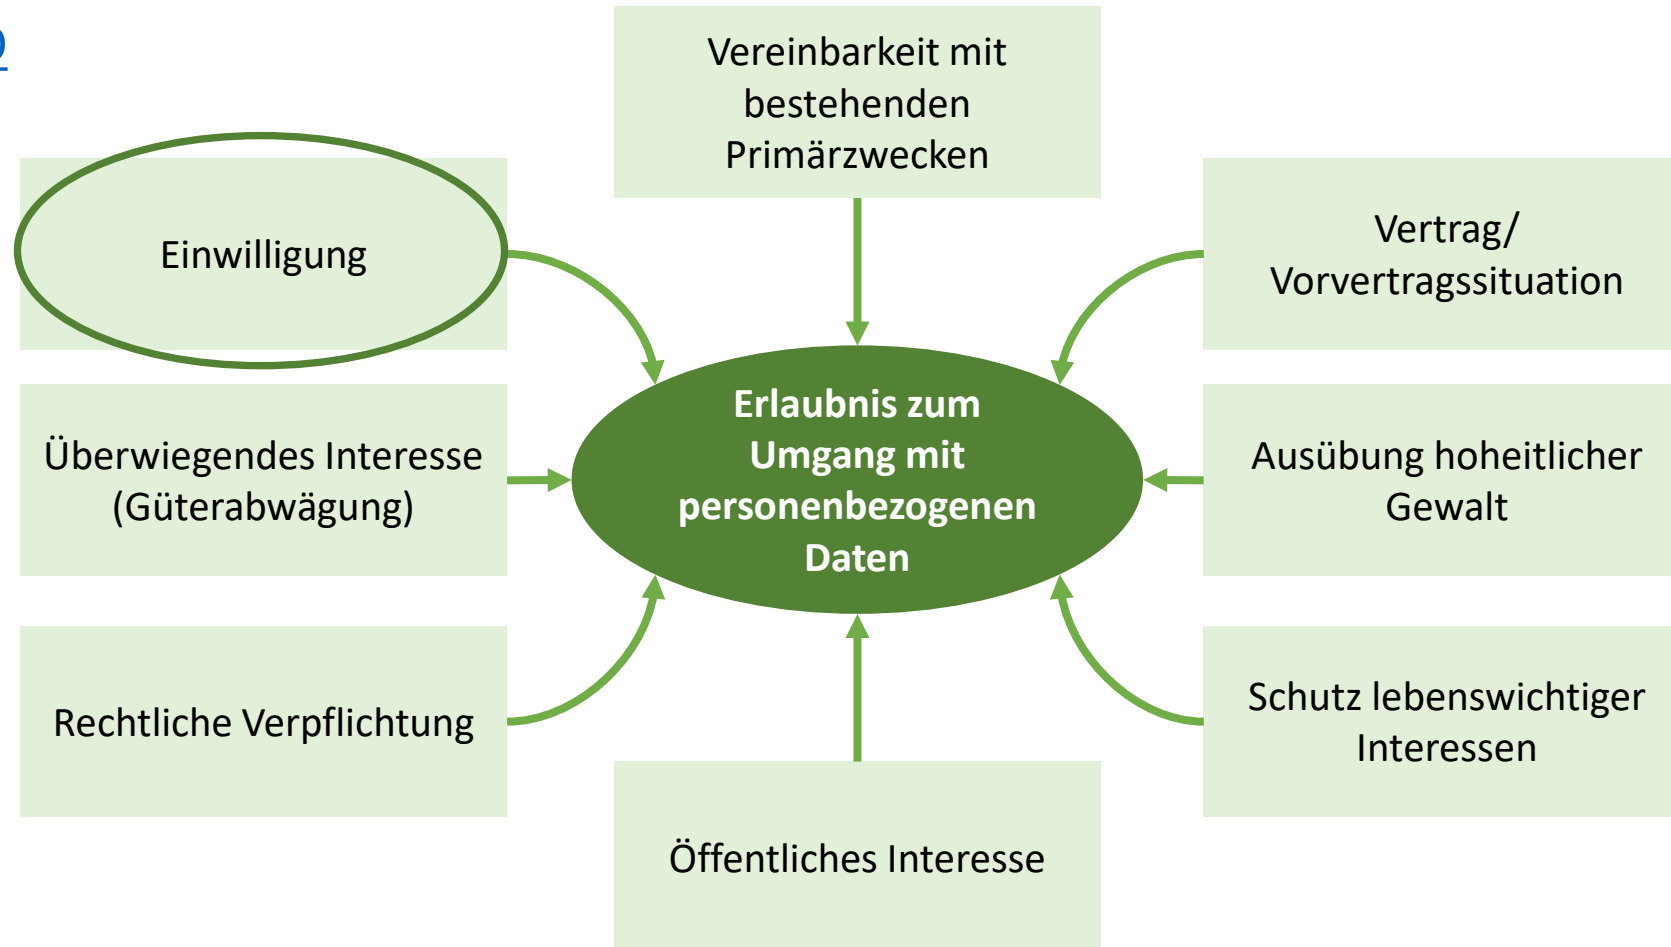 Vereinbarkeit mit
bestehenden
Primärzwecken
Einwilligung
Vertrag/
Vorvertragssituation
Erlaubnis zum
Umgang mit
personenbezogenen
Daten
Überwiegendes Interesse
(Güterabwägung)
Ausübung hoheitlicher
Gewalt
Rechtliche Verpflichtung
Schutz lebenswichtiger
Interessen
Öffentliches Interesse